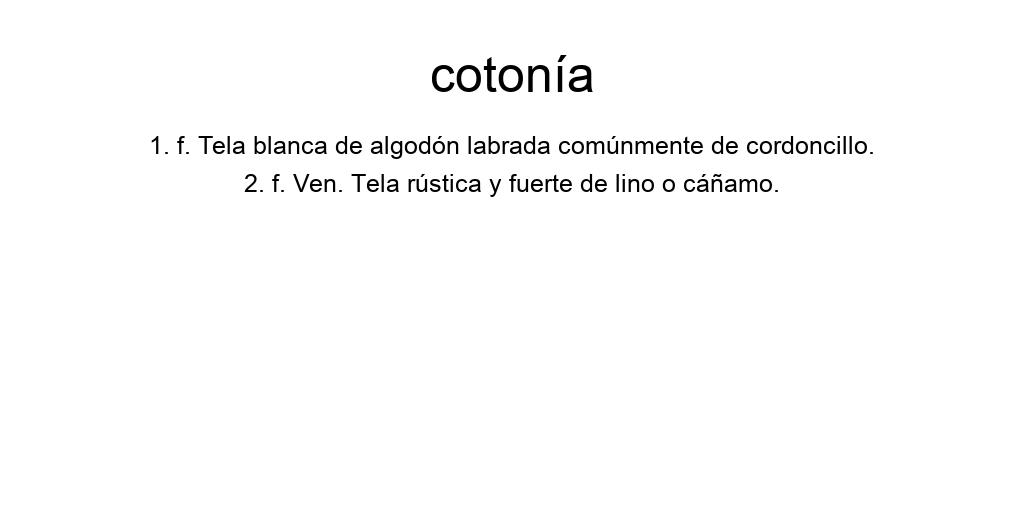 cotonía
1. f. Tela blanca de algodón labrada comúnmente de cordoncillo.
2. f. Ven. Tela rústica y fuerte de lino o cáñamo.